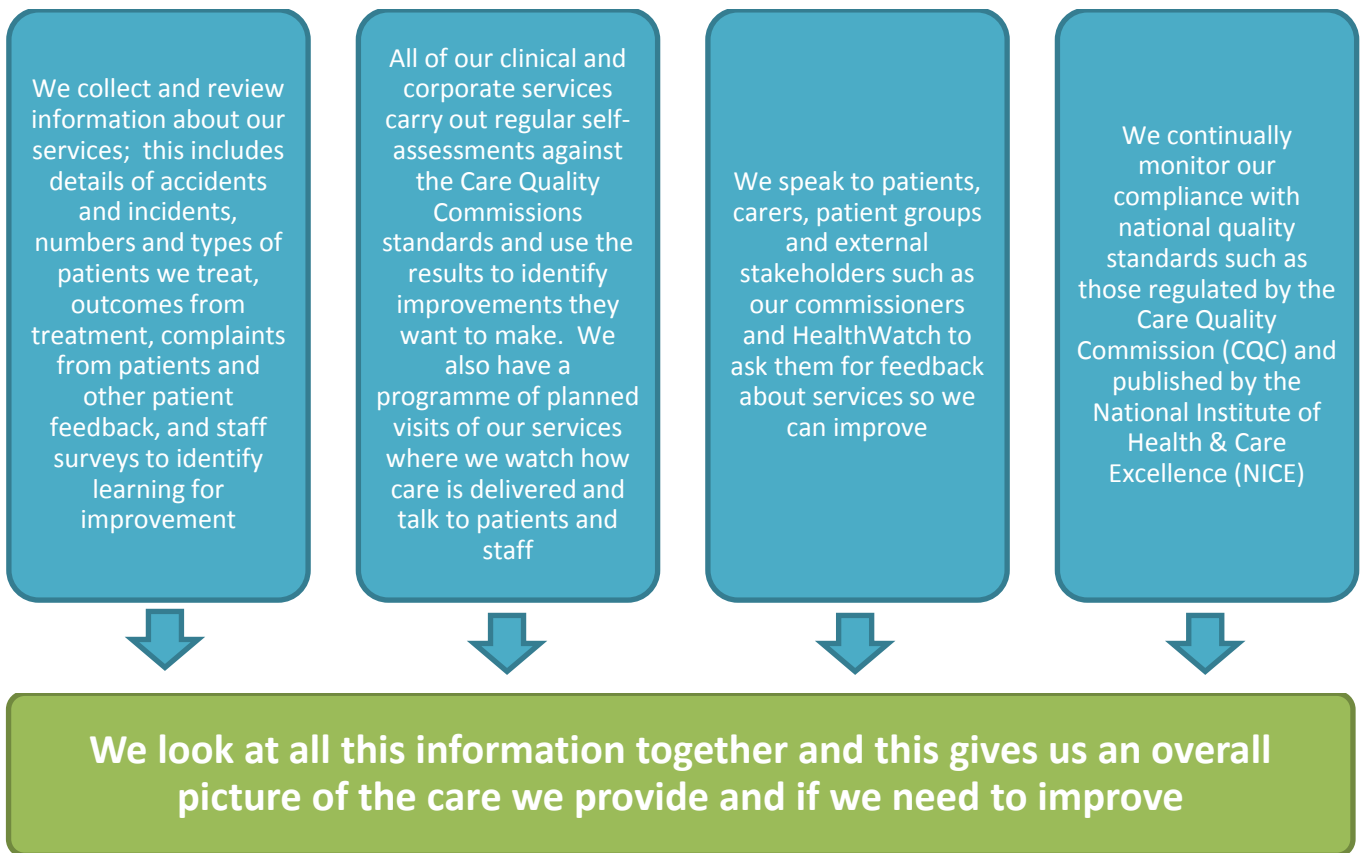 We collect and review
information about our
services;  this includes
details of accidents
and incidents,
numbers and types of
patients we treat,
outcomes from
treatment, complaints
from patients and
other patient
feedback, and staff
surveys to identify
learning for
improvement
All of our clinical and
corporate services
carry out regular self-
assessments against
the Care Quality
Commissions
standards and use the
results to identify
improvements they
want to make.  We
also have a
programme of planned
visits of our services
where we watch how
care is delivered and
talk to patients and
staff
We speak to patients,
carers, patient groups
and external
stakeholders such as
our commissioners
and HealthWatch to
ask them for feedback
about services so we
can improve
We continually
monitor our
compliance with
national quality
standards such as
those regulated by the
Care Quality
Commission (CQC) and
published by the
National Institute of
Health & Care
Excellence (NICE)
We look at all this information together and this gives us an overall
picture of the care we provide and if we need to improve